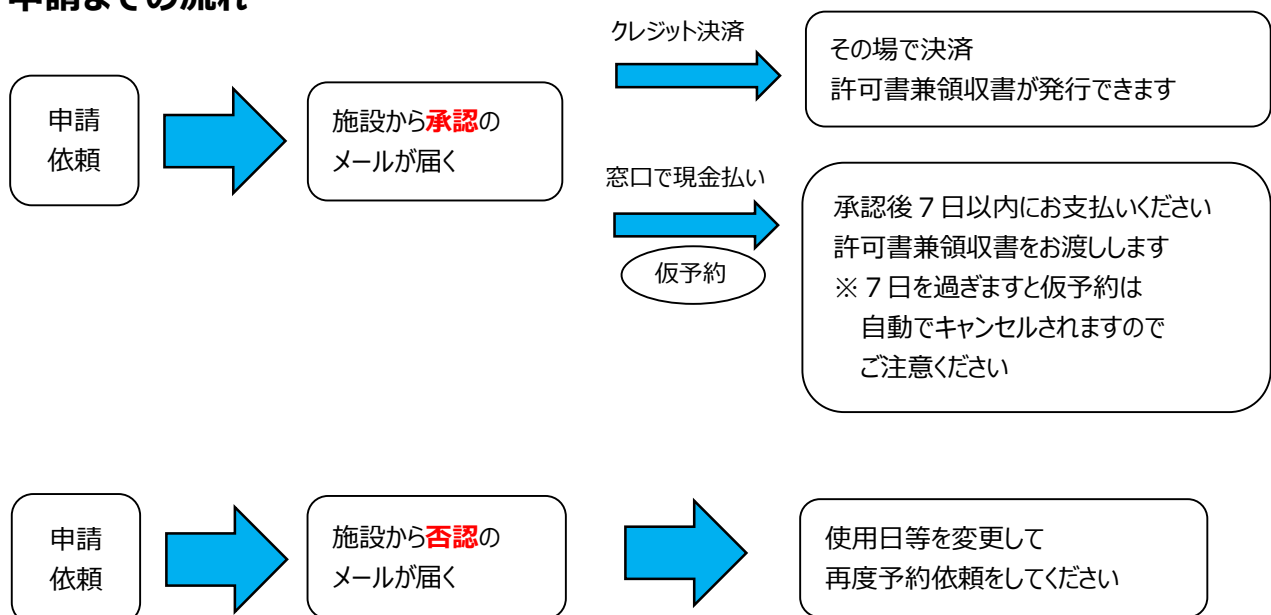 申請までの流れ
申請
依頼
施設から承認の
メールが届く
クレジット決済
その場で決済
許可書兼領収書が発行できます
窓口で現金払い
仮予約
承認後７日以内にお支払いください
許可書兼領収書をお渡しします
※７日を過ぎますと仮予約は
自動でキャンセルされますので
ご注意ください
申請
依頼
施設から否認の
メールが届く
使用日等を変更して
再度予約依頼をしてください